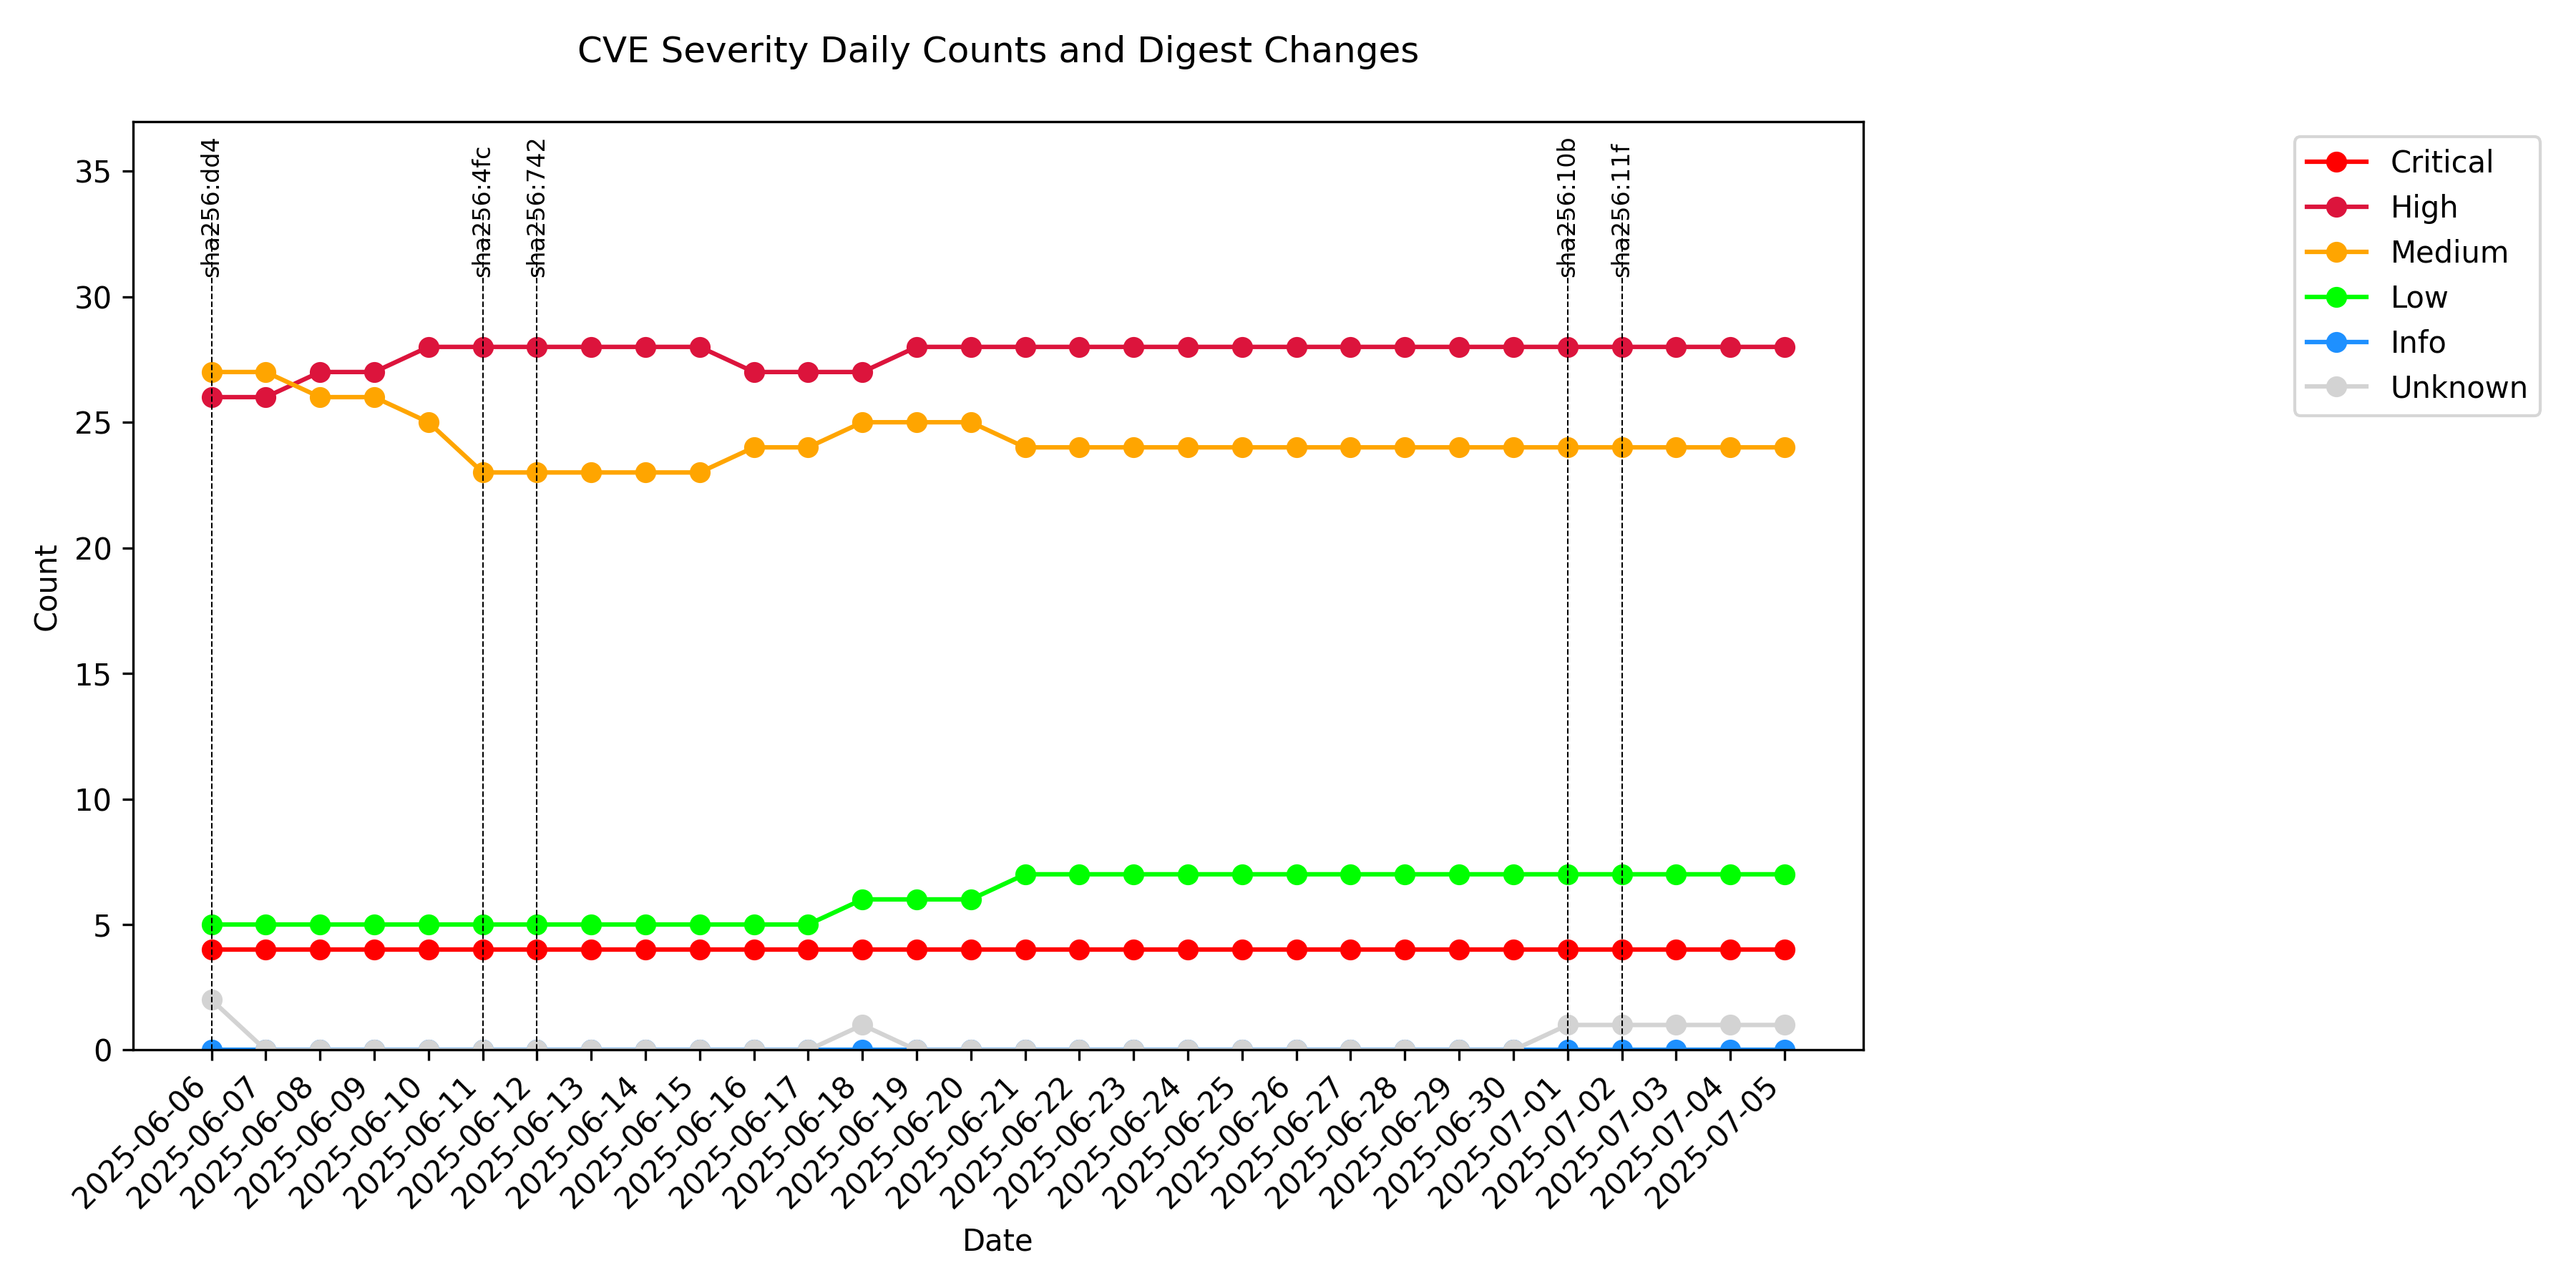 CVE Severity Daily Counts and Digest Changes
sha256:dd4
sha256:4fc
sha256:742
sha256:10b
sha256:11f
Critical
High
Medium
Low
Info
Unknown
Count
35
30
25
20
15
10
5
0
2025-06-06
2025-06-07
2025-06-08
2025-06-09
2025-06-10
2025-06-11
2025-06-12
2025-06-13
2025-06-14
2025-06-15
2025-06-16
2025-06-17
2025-06-18
2025-06-19
2025-06-20
2025-06-21
2025-06-22
2025-06-23
2025-06-24
2025-06-25
2025-06-26
2025-06-27
2025-06-28
2025-06-29
2025-06-30
2025-07-01
2025-07-02
2025-07-03
2025-07-04
2025-07-05
Date